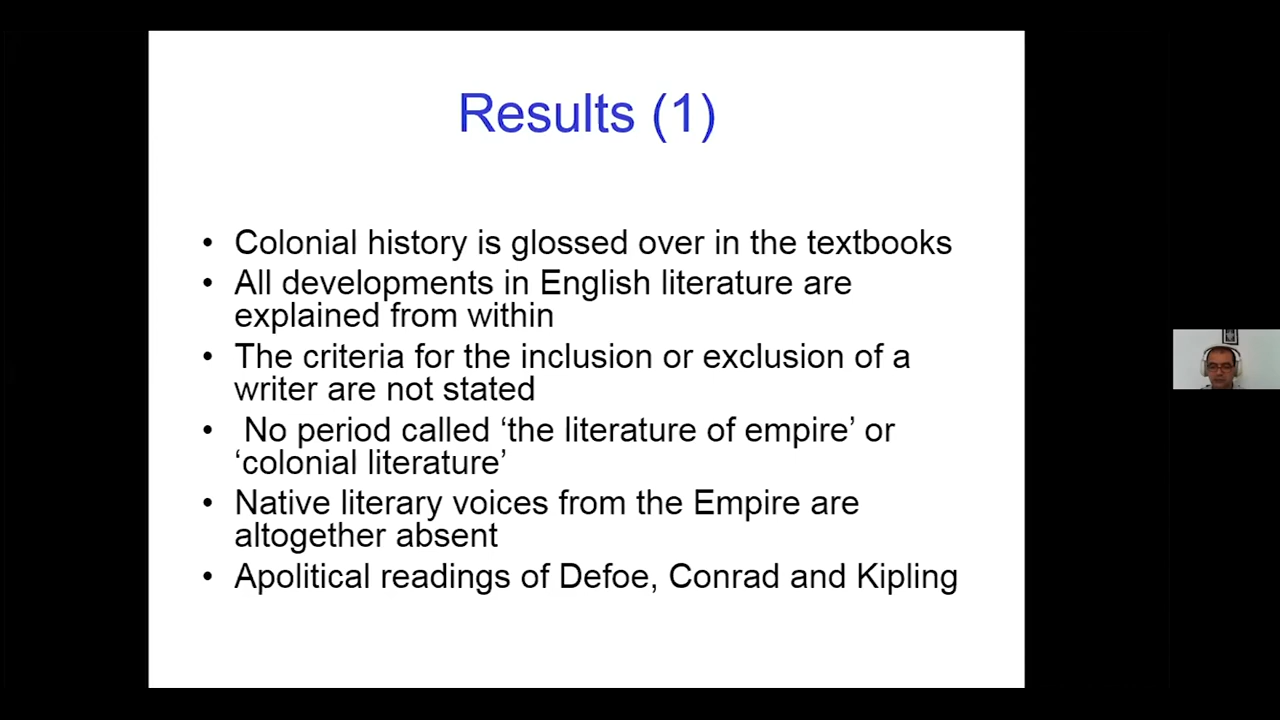 Results (1)
• Colonial history is glossed over in the textbooks
• All developments in English literature are
explained from within
• The criteria for the inclusion or exclusion of a
writer are not stated
• No period called ‘the literature of empire’ or
‘colonial literature’
• Native literary voices from the Empire are
altogether absent
• Apolitical readings of Defoe, Conrad and Kipling